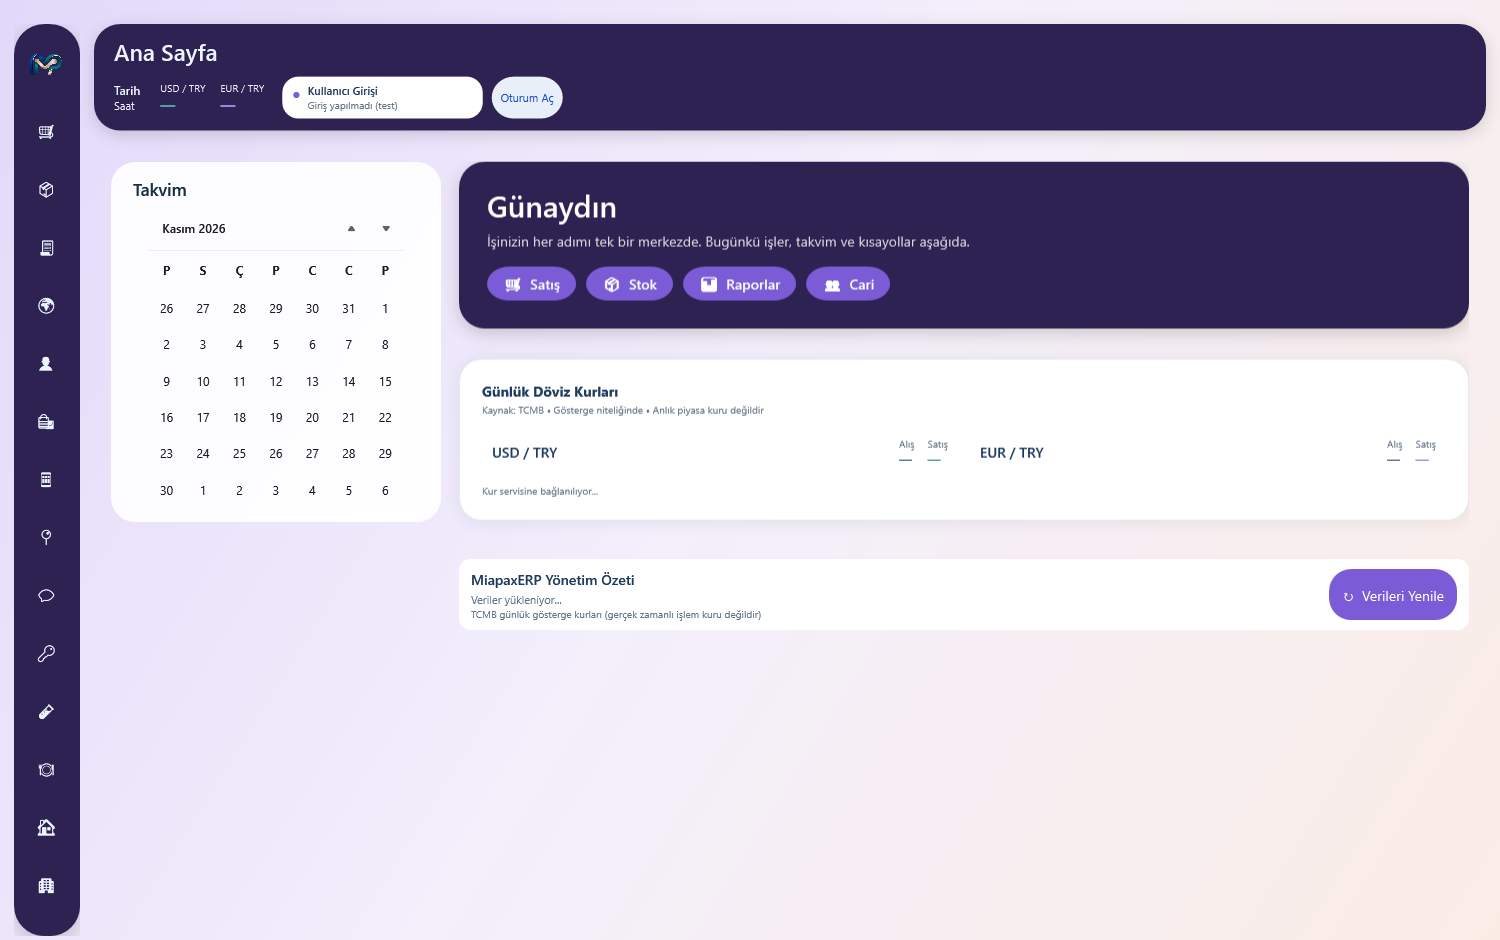 Ana Sayfa
Tarih
Saat
USD / TRY
—
EUR / TRY
—
Kullanıcı Girişi
Giriş yapılmadı (test)
Oturum Aç
Takvim
Kasım 2026
P S Ç P C C P
26 27 28 29 30 31 1
2 3 4 5 6 7 8
9 10 11 12 13 14 15
16 17 18 19 20 21 22
23 24 25 26 27 28 29
30 1 2 3 4 5 6
Günaydın
İşinizin her adımı tek bir merkezde. Bugünkü işler, takvim ve kısayollar aşağıda.
Satış Stok Raporlar Cari
Günlük Döviz Kurları
Kaynak: TCMB • Gösterge niteliğinde • Anlık piyasa kuru değildir
USD / TRY
Alış Satış
— —
EUR / TRY
Alış Satış
— —
Kur servisine bağlanılıyor...
MiapaxERP Yönetim Özeti
Veriler yükleniyor...
TCMB günlük gösterge kurları (gerçek zamanlı işlem kuru değildir)
↻ Verileri Yenile